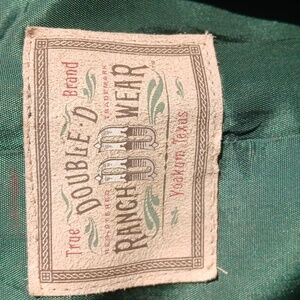 True Brand
DOUBLE D
REGISTERED TRADEMARK
RANCH WEAR
Yoakum, Texas